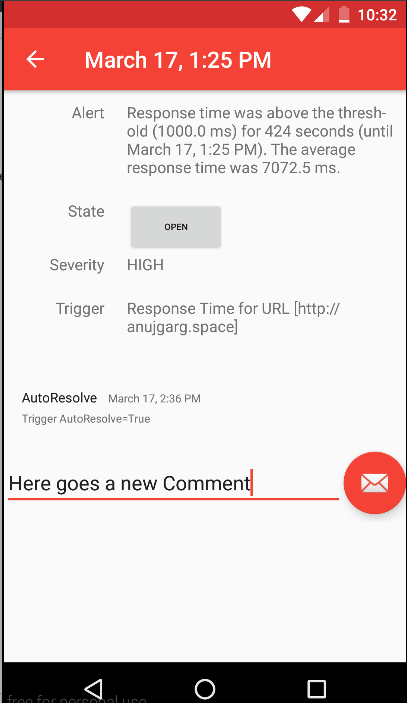 10:32
March 17, 1:25 PM
Alert
Response time was above the thresh-
old (1000.0 ms) for 424 seconds (until
March 17, 1:25 PM). The average
response time was 7072.5 ms.
State
OPEN
Severity HIGH
Trigger Response Time for URL [http://
anujgarg.space]
AutoResolve March 17, 2:36 PM
Trigger AutoResolve=True
Here goes a new Comment
free for personal use